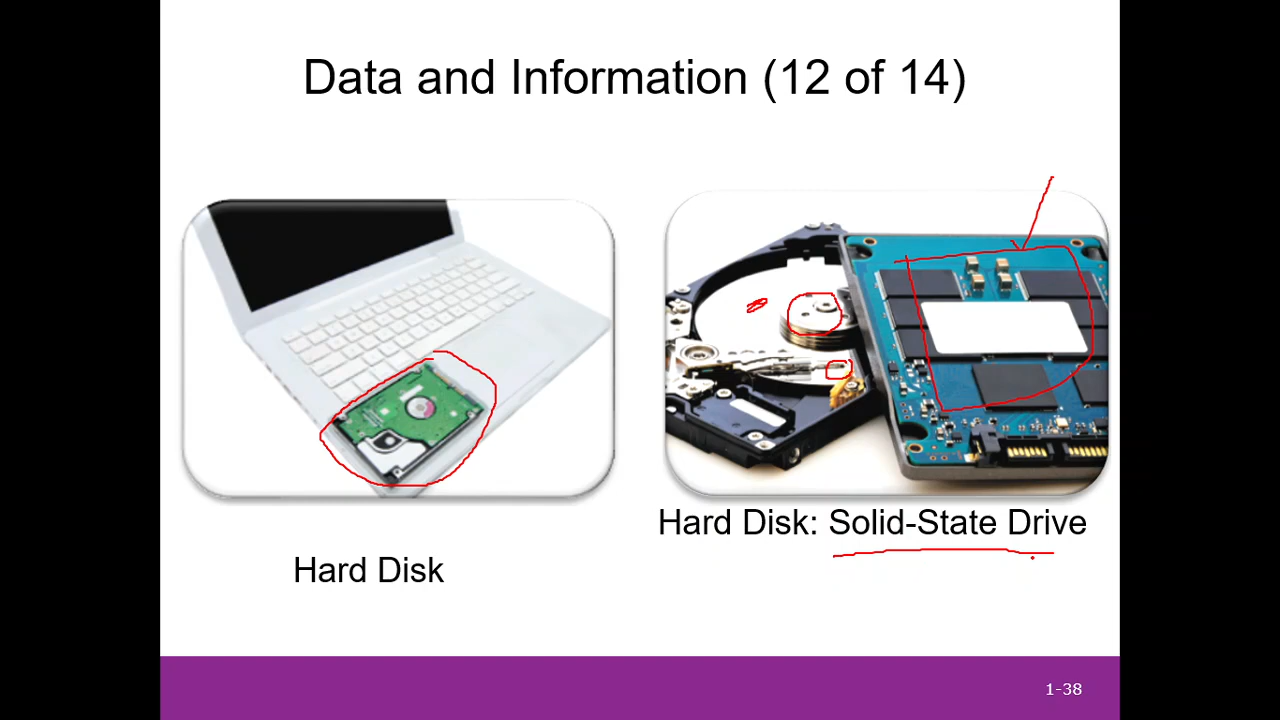 Data and Information (12 of 14)
Hard Disk: Solid-State Drive
Hard Disk
1-38